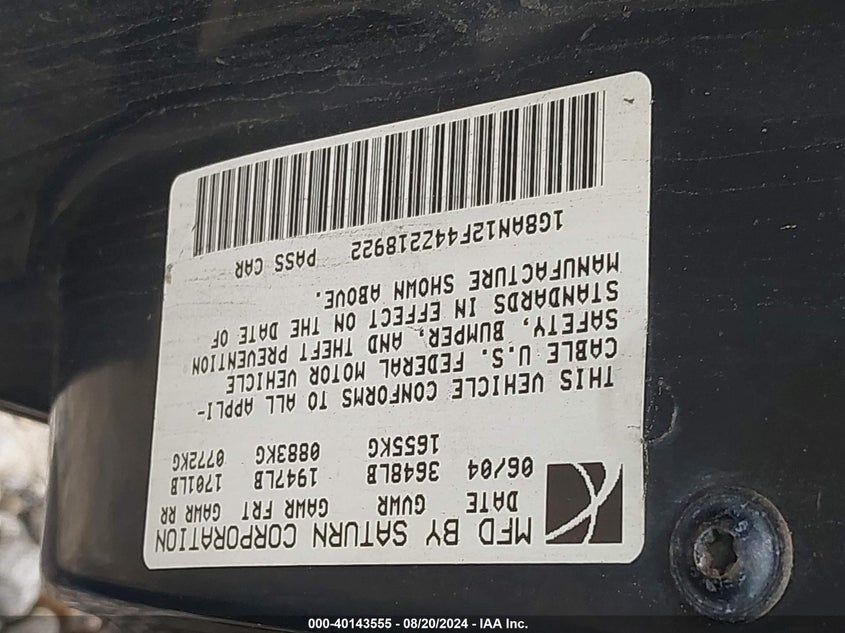 MFD BY SATURN CORPORATION
DATE GVWR GAWR FRT GAWR RR
06/04 3648LB 1947LB 1701LB
1655KG 0883KG 0772KG
THIS VEHICLE CONFORMS TO ALL APPLI-
CABLE U.S. FEDERAL MOTOR VEHICLE
SAFETY, BUMPER, AND THEFT PREVENTION
STANDARDS IN EFFECT ON THE DATE OF
MANUFACTURE SHOWN ABOVE.
1G8AN12F44Z218922 PASS CAR
000-40143555 - 08/20/2024 - IAA Inc.